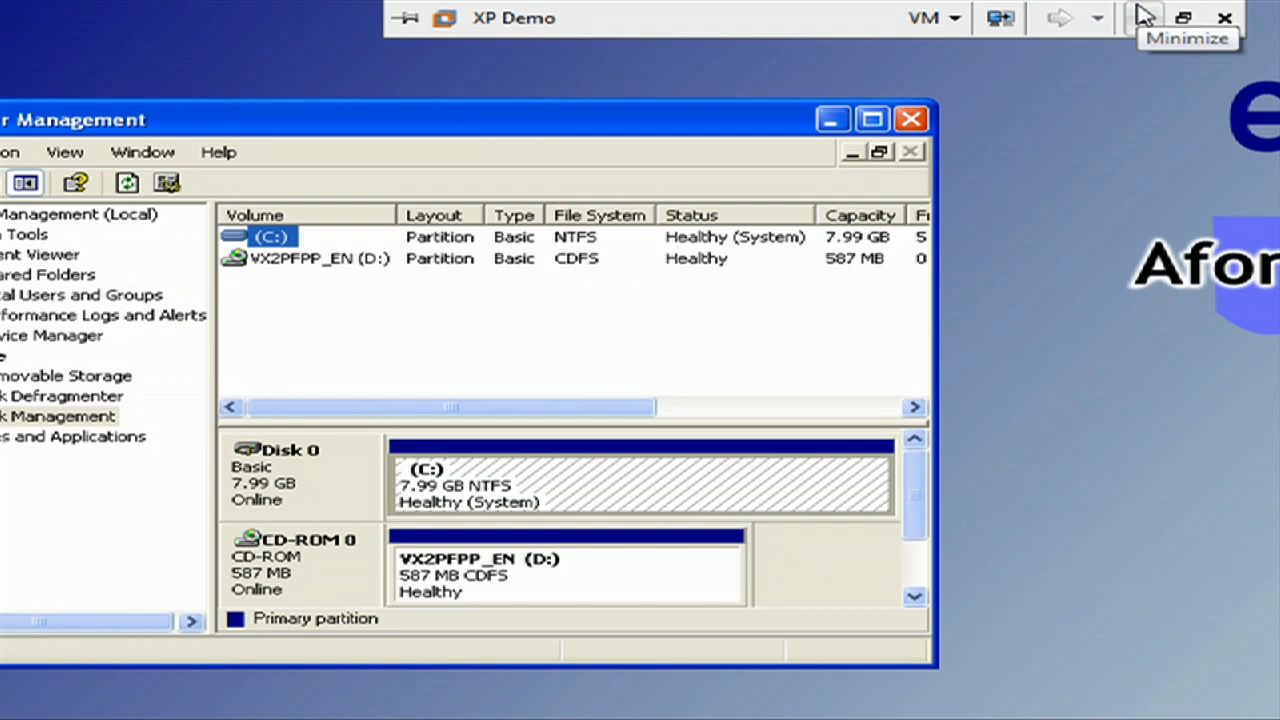 XP Demo
VM
Minimize
r Management
on View Window Help
Management (Local)
Tools
ent Viewer
ared Folders
cal Users and Groups
rformance Logs and Alerts
vice Manager
e
movable Storage
k Defragmenter
k Management
s and Applications
Volume Layout Type File System Status Capacity Fr
(C:) Partition Basic NTFS Healthy (System) 7.99 GB 5
VX2PFPP_EN (D:) Partition Basic CDFS Healthy 587 MB 0
Disk 0
Basic
7.99 GB
Online
(C:)
7.99 GB NTFS
Healthy (System)
CD-ROM 0
CD-ROM
587 MB
Online
VX2PFPP_EN (D:)
587 MB CDFS
Healthy
Primary partition
e
Afor